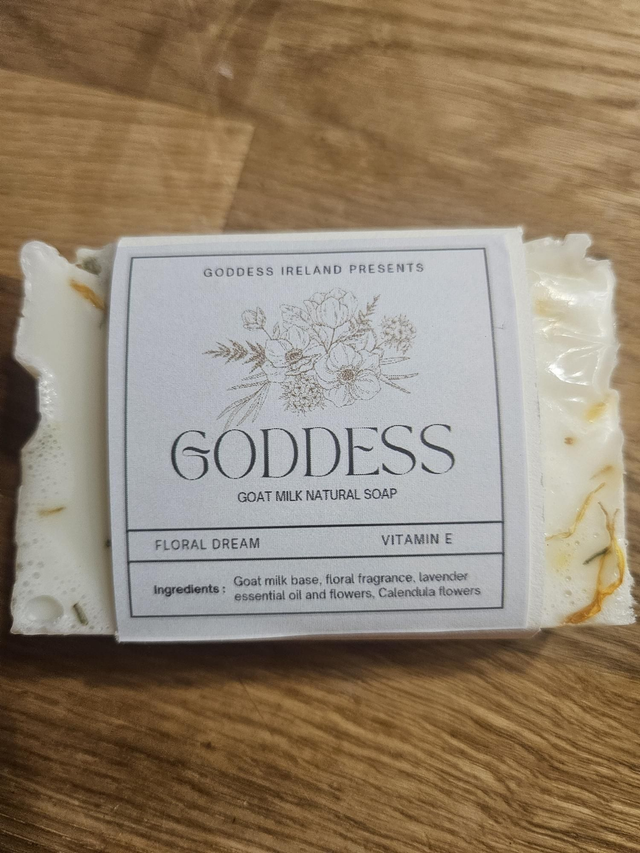 GODDESS IRELAND PRESENTS
GODDESS
GOAT MILK NATURAL SOAP
FLORAL DREAM VITAMIN E
Ingredients : Goat milk base, floral fragrance, lavender
essential oil and flowers, Calendula flowers